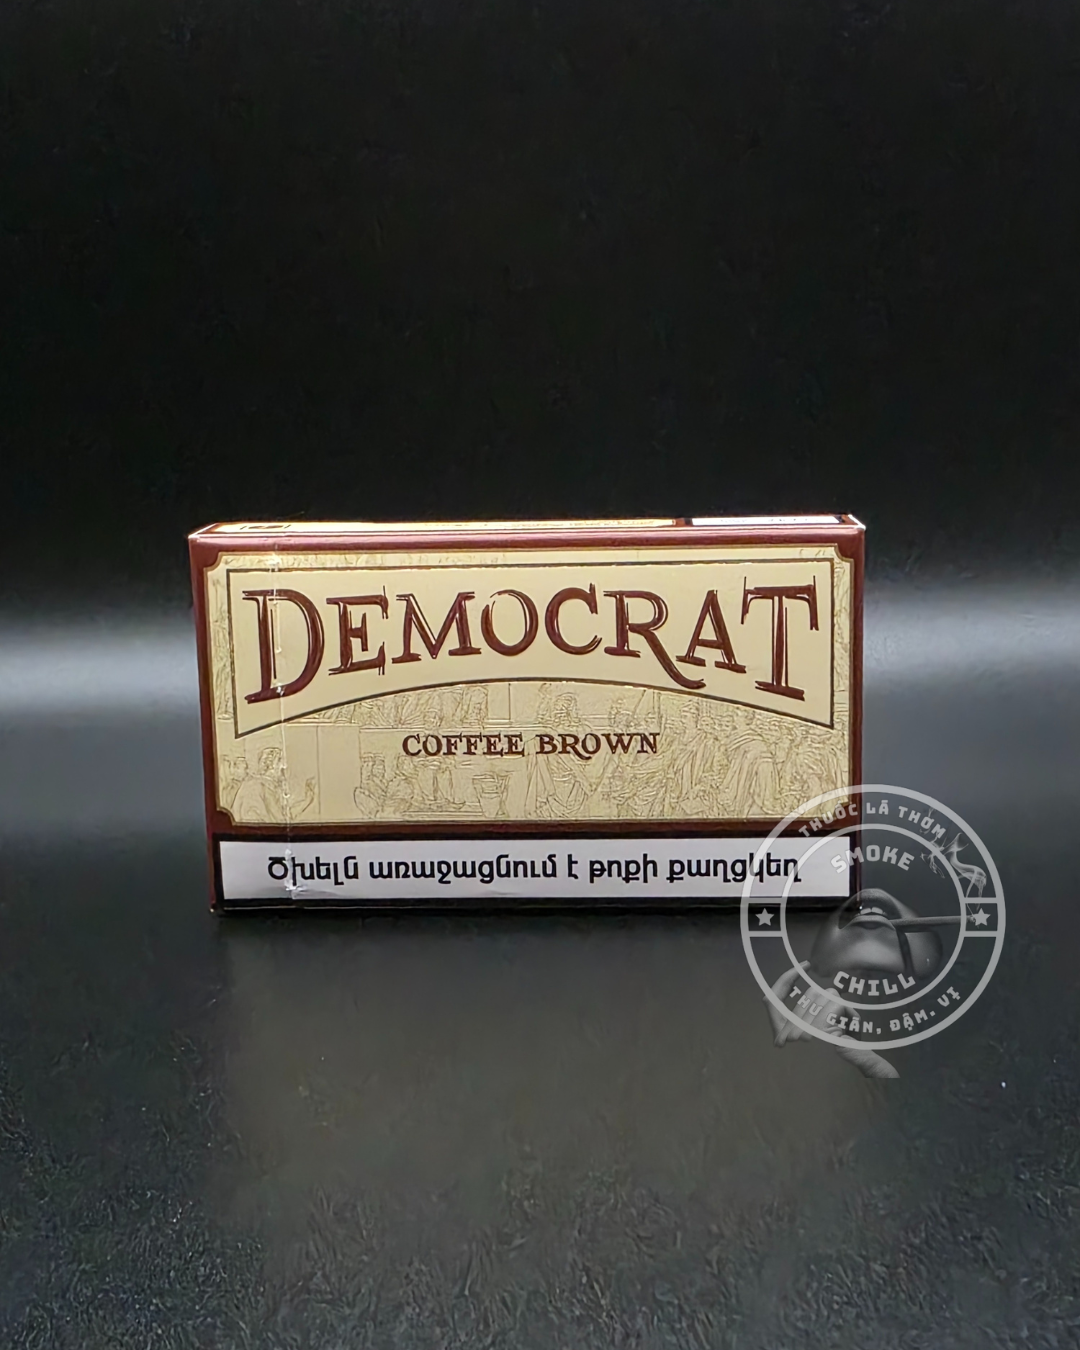 DEMOCRAT
COFFEE BROWN
Ծխելն առաջացնում է թոքի քաղցկեղ
THUỐC LÁ THƠM
SMOKE
CHILL
THƯ GIÃN, ĐẬM. VỊ